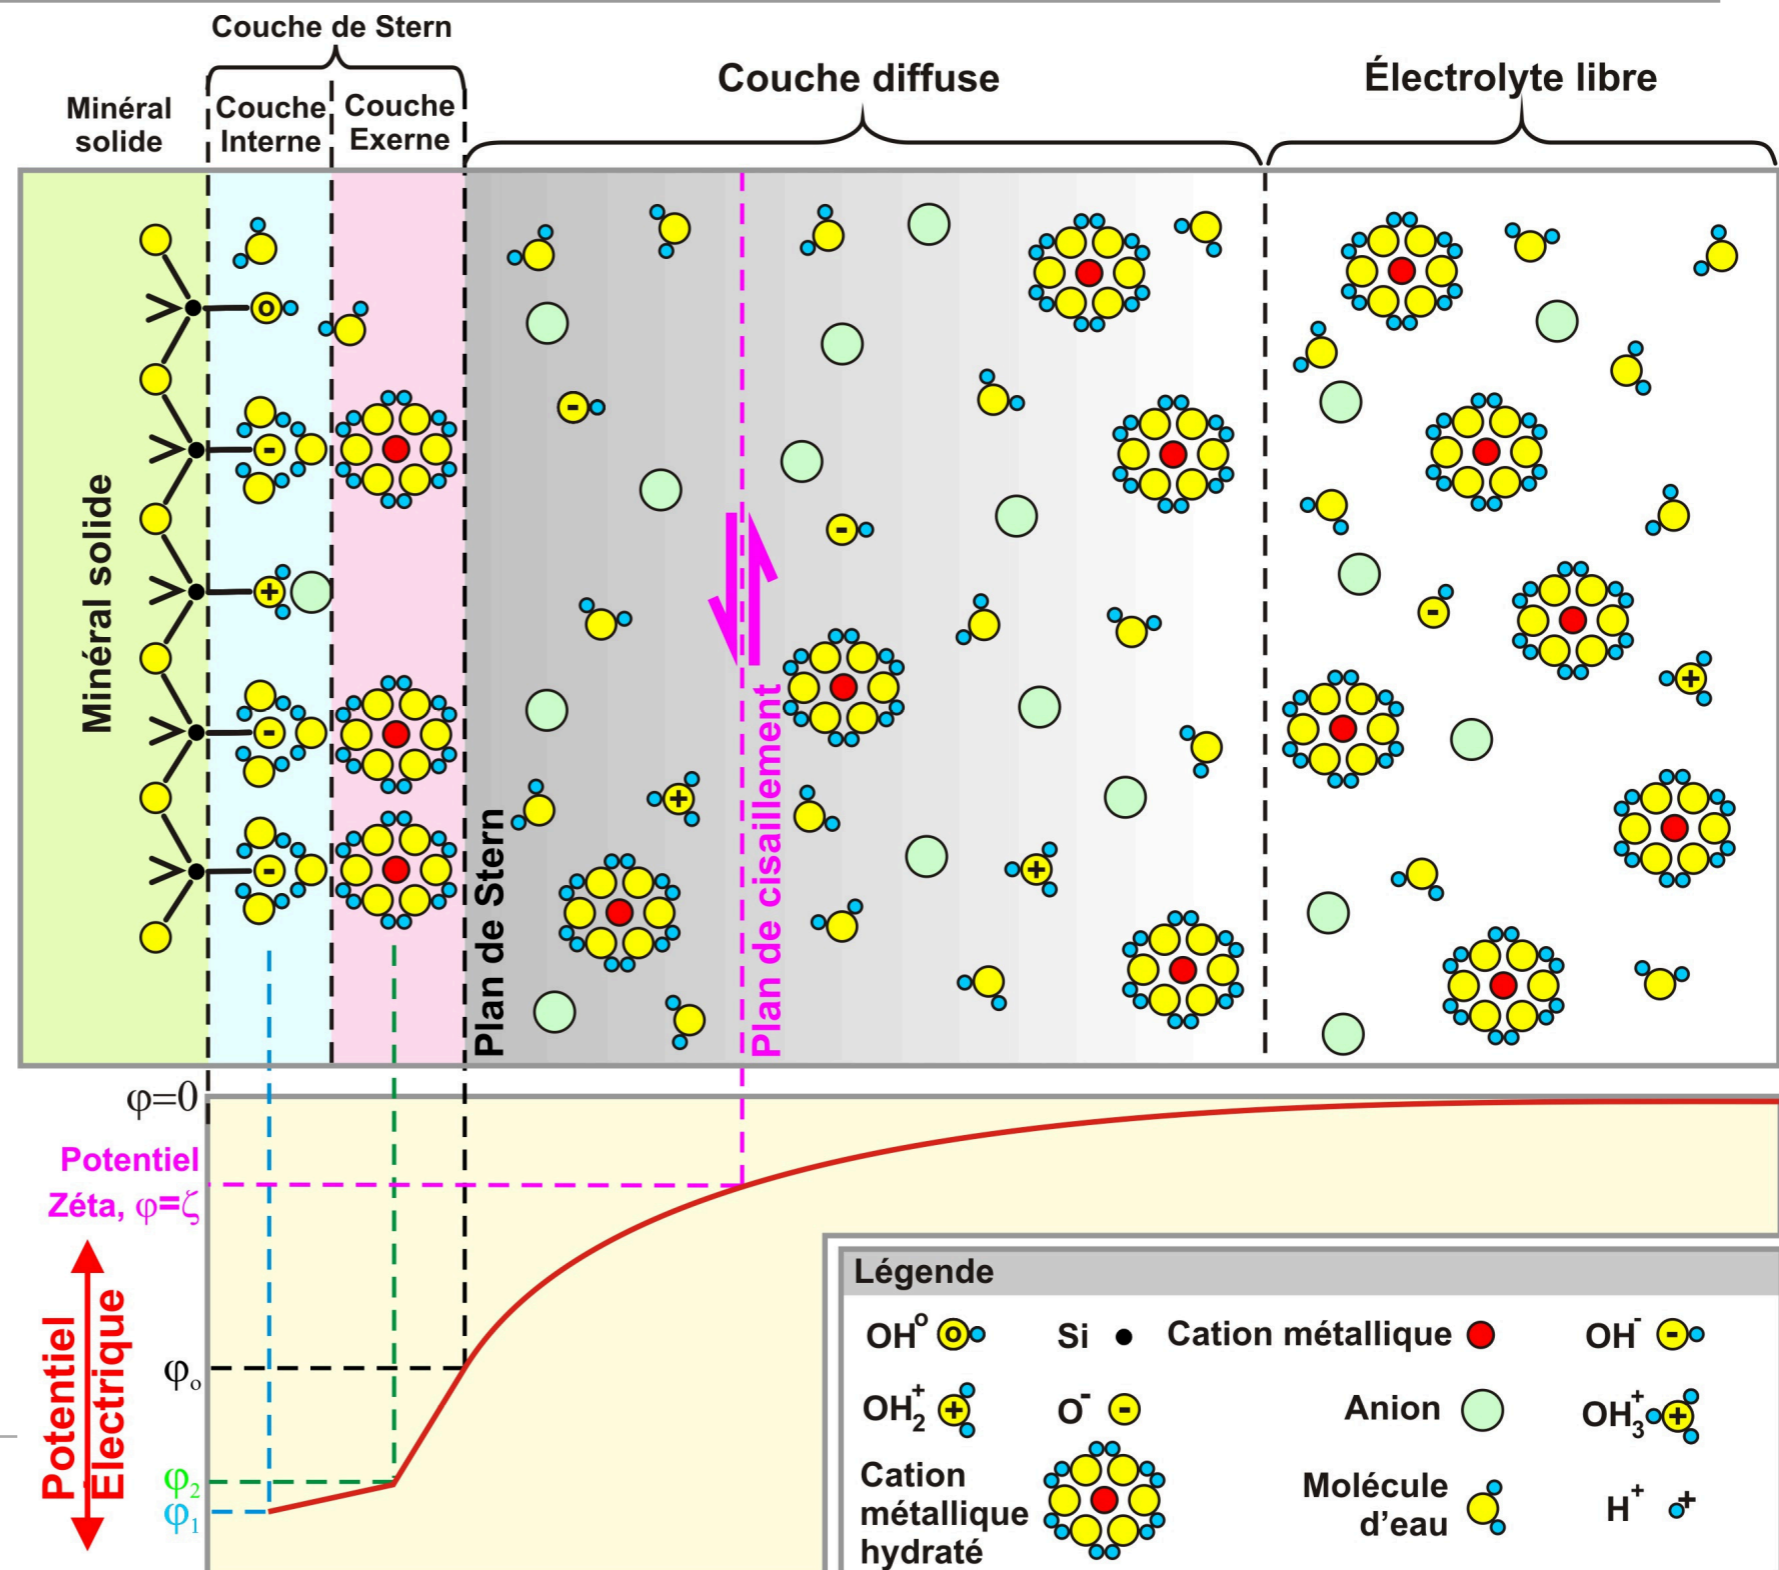 Couche de Stern
Minéral
solide
Couche
Interne
Couche
Exerne
Couche diffuse
Électrolyte libre
Minéral solide
Plan de Stern
Plan de cisaillement
φ=0
Potentiel
Zéta, φ=ζ
Potentiel
Électrique
φo
φ2
φ1
Légende
OHº
Si
Cation métallique
OH-
OH2+
O-
Anion
OH3+
Cation
métallique
hydraté
Molécule
d’eau
H+